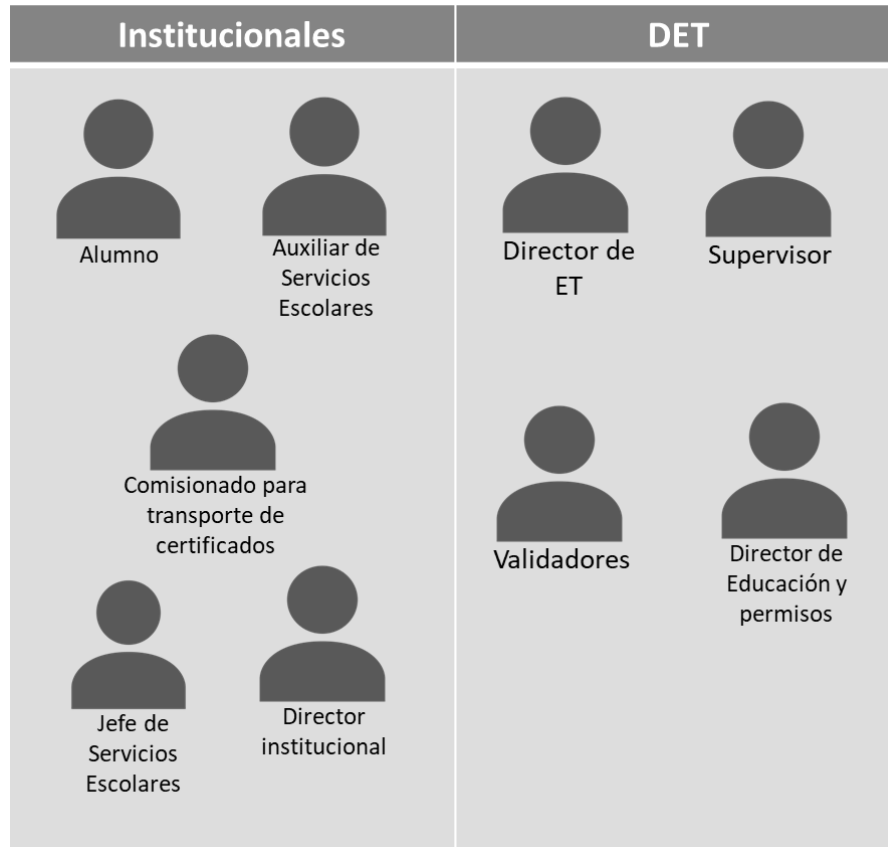 Institucionales
DET
Alumno
Auxiliar de
Servicios
Escolares
Director de
ET
Supervisor
Comisionado para
transporte de
certificados
Validadores
Director de
Educación y
permisos
Jefe de
Servicios
Escolares
Director
institucional